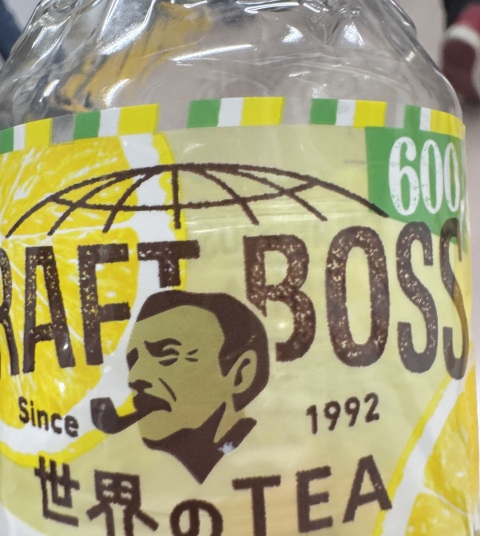 600
RAFT BOSS
Since 1992
世界のTEA